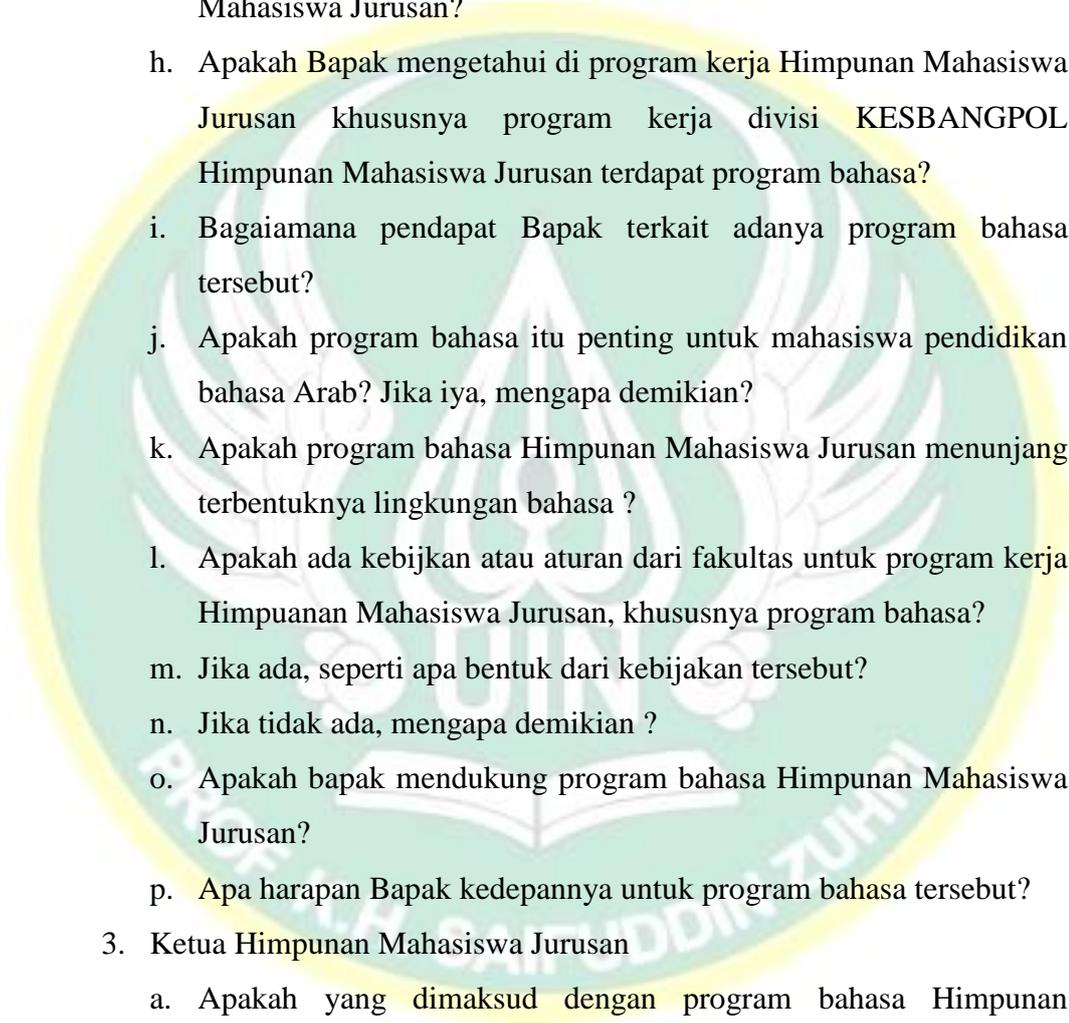 Mahasiswa Jurusan?
h. Apakah Bapak mengetahui di program kerja Himpunan Mahasiswa
Jurusan khususnya program kerja divisi KESBANGPOL
Himpunan Mahasiswa Jurusan terdapat program bahasa?
i. Bagaiamana pendapat Bapak terkait adanya program bahasa
tersebut?
j. Apakah program bahasa itu penting untuk mahasiswa pendidikan
bahasa Arab? Jika iya, mengapa demikian?
k. Apakah program bahasa Himpunan Mahasiswa Jurusan menunjang
terbentuknya lingkungan bahasa ?
l. Apakah ada kebijkan atau aturan dari fakultas untuk program kerja
Himpuanan Mahasiswa Jurusan, khususnya program bahasa?
m. Jika ada, seperti apa bentuk dari kebijakan tersebut?
n. Jika tidak ada, mengapa demikian ?
o. Apakah bapak mendukung program bahasa Himpunan Mahasiswa
Jurusan?
p. Apa harapan Bapak kedepannya untuk program bahasa tersebut?
3. Ketua Himpunan Mahasiswa Jurusan
a. Apakah yang dimaksud dengan program bahasa Himpunan
UIN
PROF. K.H. SAIFUDDIN ZUHRI